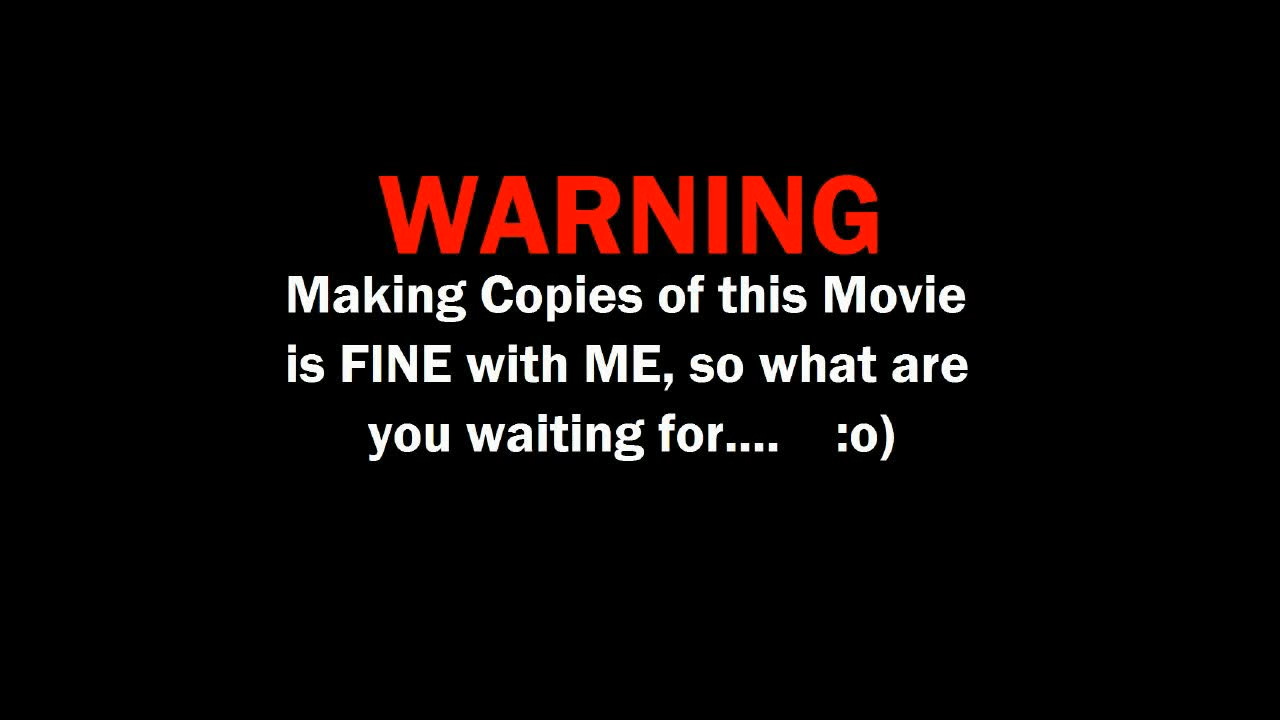 WARNING
Making Copies of this Movie
is FINE with ME, so what are
you waiting for.... :o)